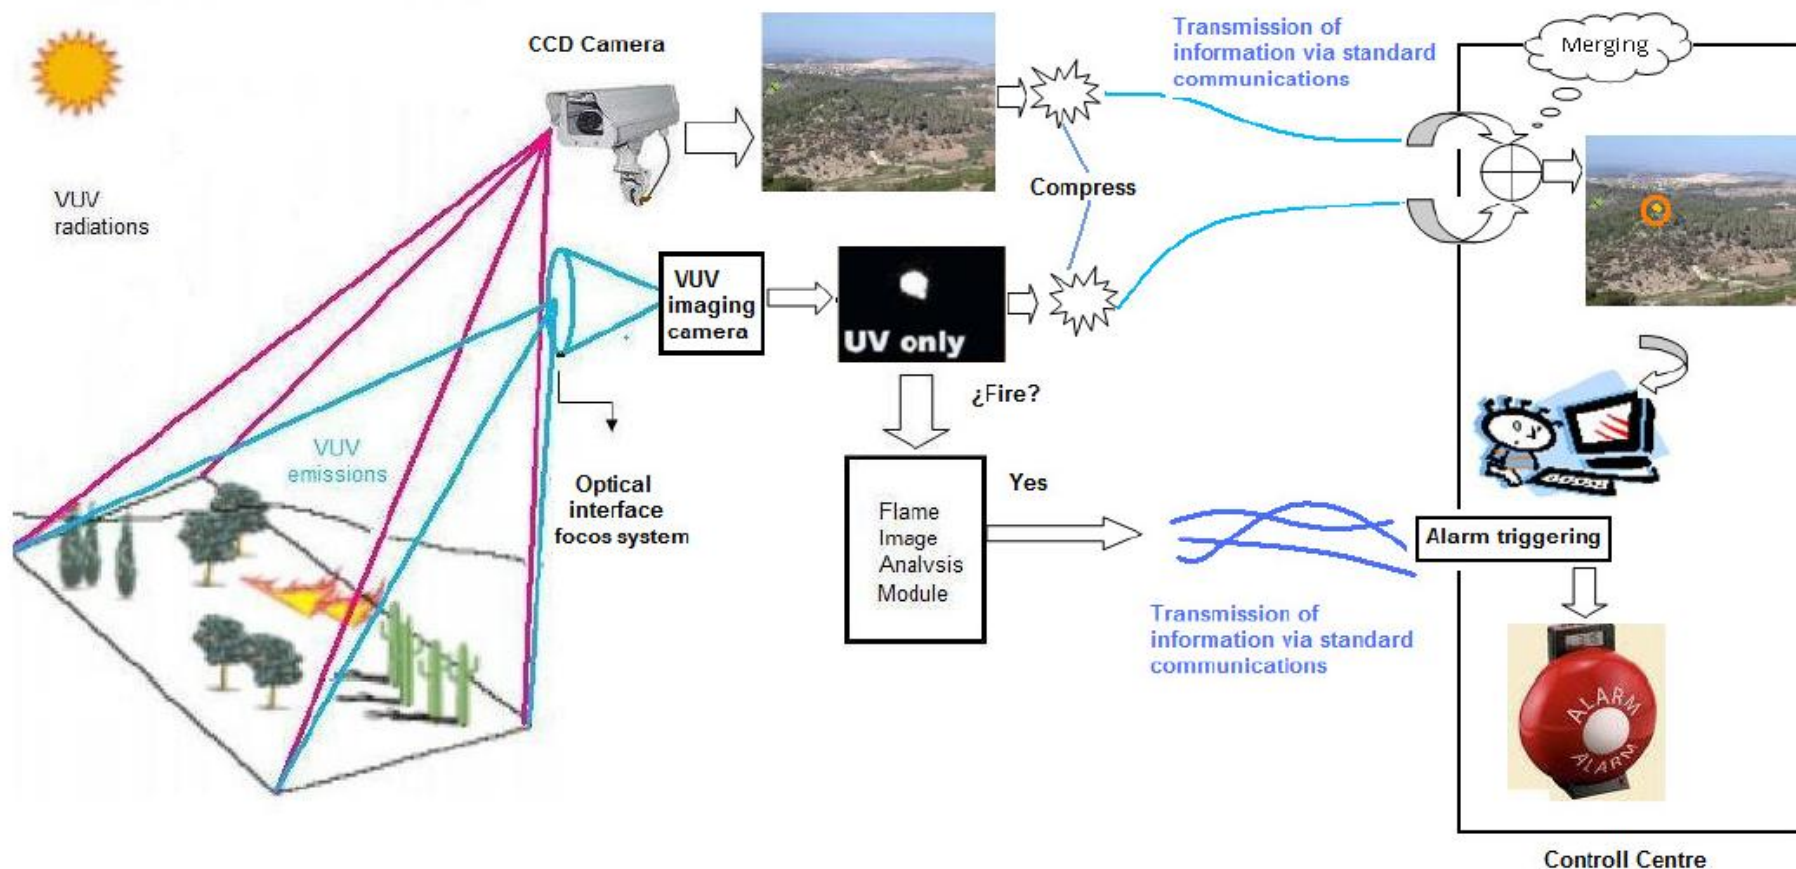 CCD Camera
Transmission of
information via standard
communications
Merging
VUV
radiations
Compress
VUV
imaging
camera
UV only
¿Fire?
VUV
emissions
Optical
interface
focos system
Yes
Flame
Image
Analysis
Module
Alarm triggering
Transmission of
information via standard
communications
ALARM
ALARM
Controll Centre